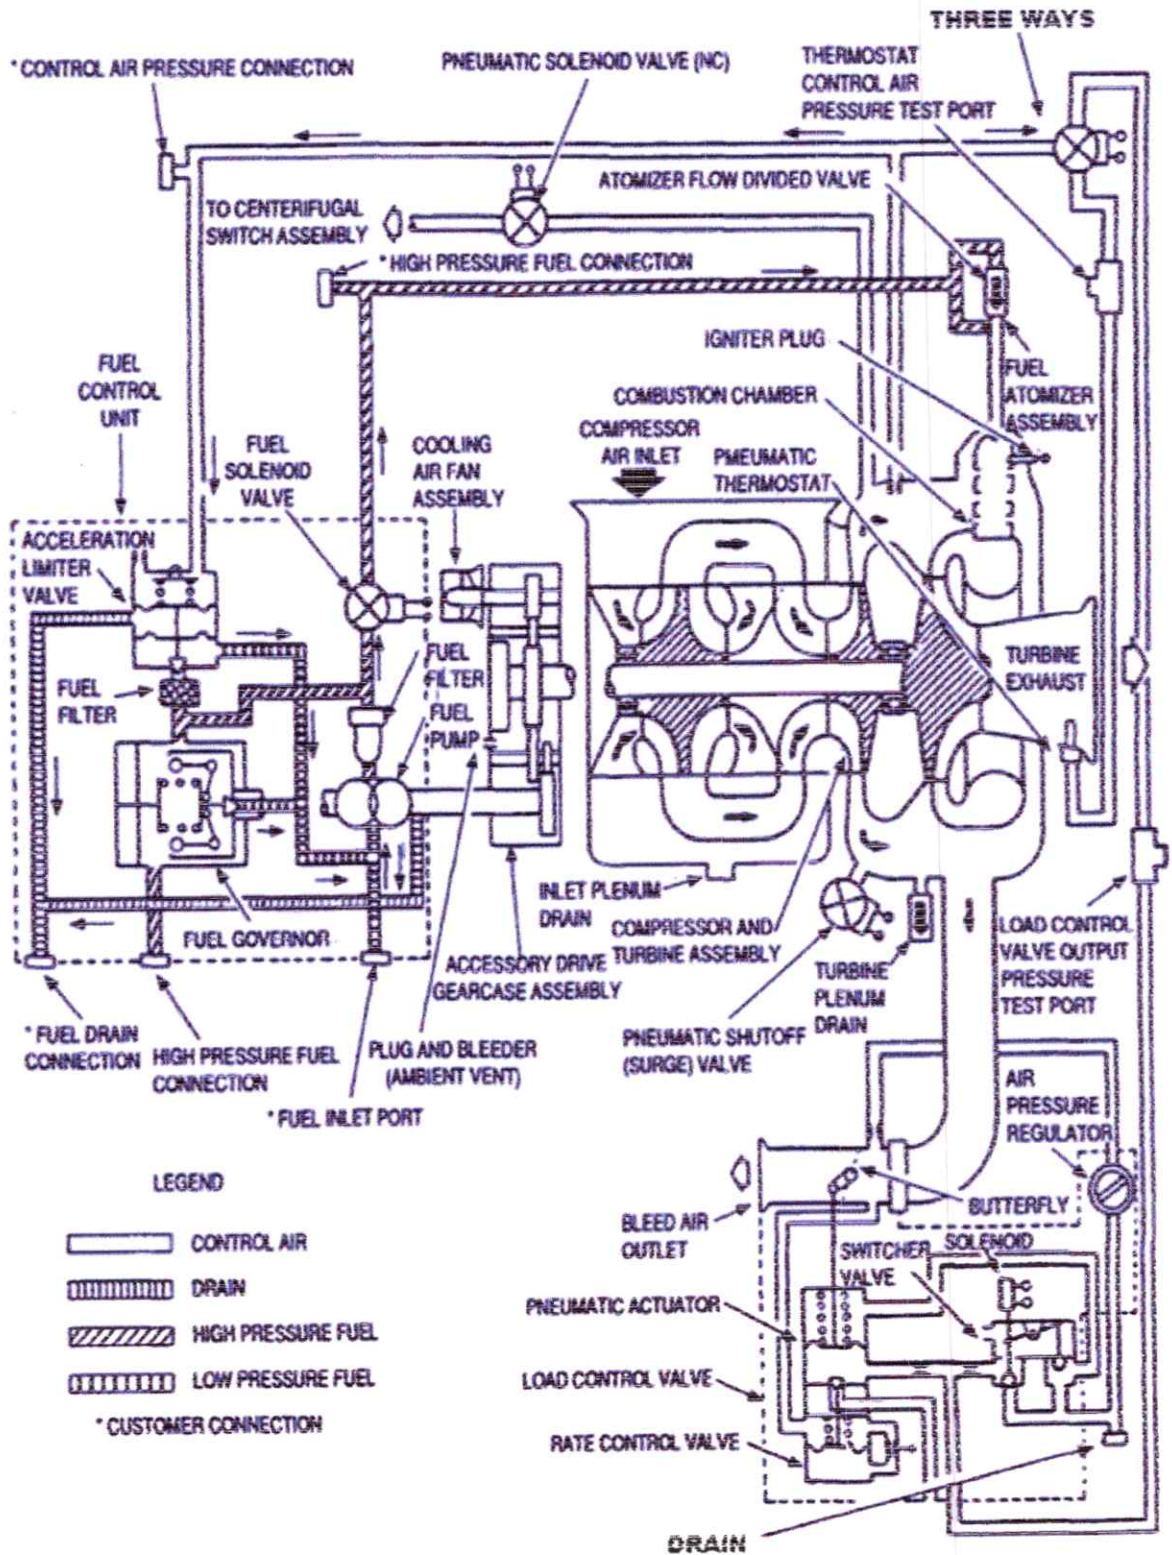 THREE WAYS
* CONTROL AIR PRESSURE CONNECTION
PNEUMATIC SOLENOID VALVE (NC)
THERMOSTAT
CONTROL AIR
PRESSURE TEST PORT
ATOMIZER FLOW DIVIDED VALVE
TO CENTERIFUGAL
SWITCH ASSEMBLY
* HIGH PRESSURE FUEL CONNECTION
IGNITER PLUG
FUEL
ATOMIZER
ASSEMBLY
FUEL
CONTROL
UNIT
COMBUSTION CHAMBER
COMPRESSOR
AIR INLET
FUEL
SOLENOID
VALVE
COOLING
AIR FAN
ASSEMBLY
PMEUMATIC
THERMOSTAT
ACCELERATION
LIMITER
VALVE
FUEL
FILTER
FUEL
FILTER
FUEL
PUMP
TURBINE
EXHAUST
INLET PLENUM
DRAIN
COMPRESSOR AND
TURBINE ASSEMBLY
LOAD CONTROL
VALVE OUTPUT
PRESSURE
TEST PORT
FUEL GOVERNOR
ACCESSORY DRIVE
GEARCASE ASSEMBLY
TURBINE
PLENUM
DRAIN
* FUEL DRAIN
CONNECTION
HIGH PRESSURE FUEL
CONNECTION
PLUG AND BLEEDER
(AMBIENT VENT)
PNEUMATIC SHUTOFF
(SURGE) VALVE
* FUEL INLET PORT
AIR
PRESSURE
REGULATOR
LEGEND
CONTROL AIR
DRAIN
HIGH PRESSURE FUEL
LOW PRESSURE FUEL
* CUSTOMER CONNECTION
BLEED AIR
OUTLET
BUTTERFLY
SWITCHER
VALVE
SOLENOID
PNEUMATIC ACTUATOR
LOAD CONTROL VALVE
RATE CONTROL VALVE
DRAIN